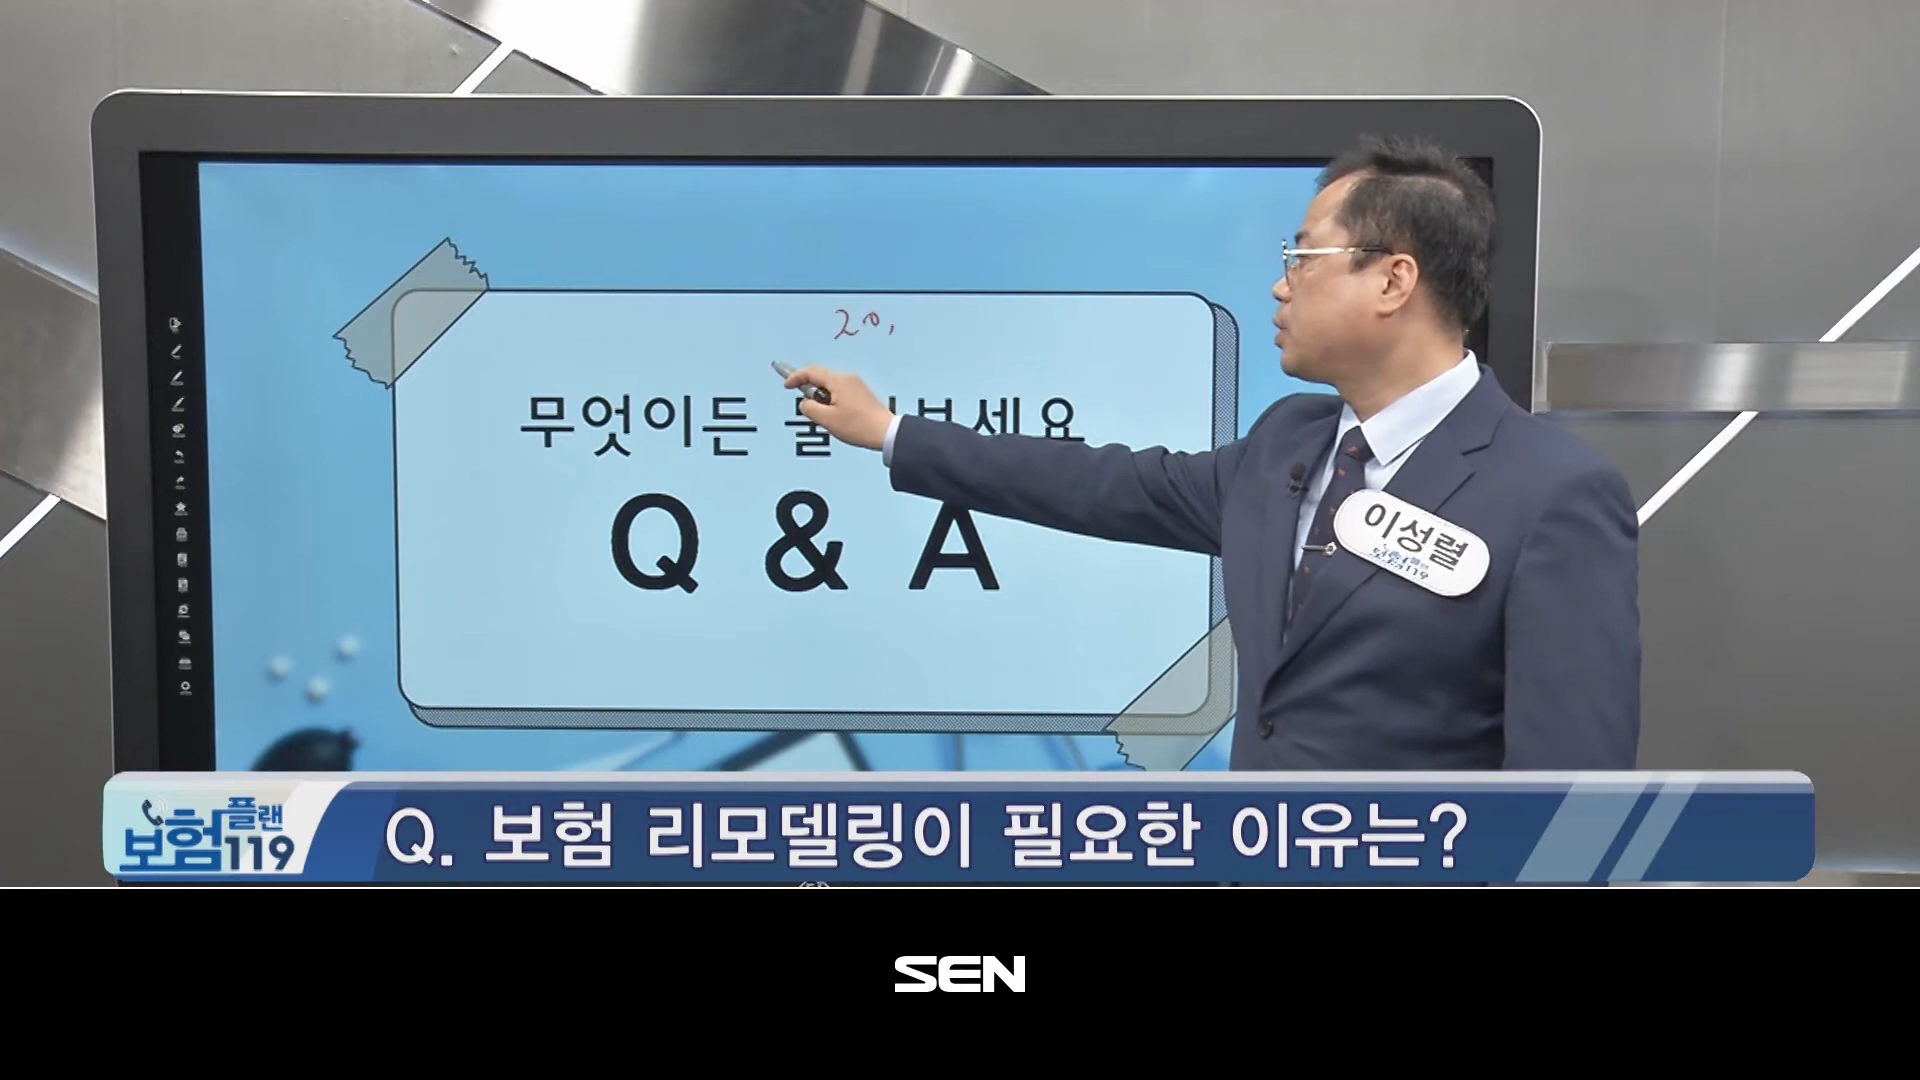 20,
무엇이든 물어보세요
Q & A
이성렬
보험플랜119
보험플랜119
Q. 보험 리모델링이 필요한 이유는?
SEN